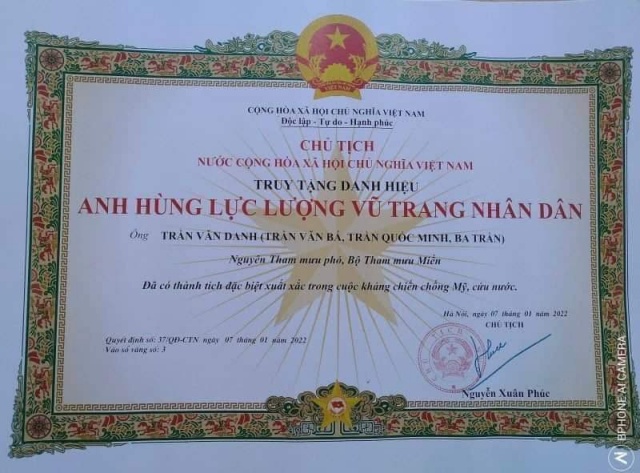 VIỆT NAM
CỘNG HÒA XÃ HỘI CHỦ NGHĨA VIỆT NAM
Độc lập - Tự do - Hạnh phúc
CHỦ TỊCH
NƯỚC CỘNG HÒA XÃ HỘI CHỦ NGHĨA VIỆT NAM
TRUY TẶNG DANH HIỆU
ANH HÙNG LỰC LƯỢNG VŨ TRANG NHÂN DÂN
Ông TRẦN VĂN DANH (TRẦN VĂN BÁ, TRẦN QUỐC MINH, BA TRẦN)
Nguyên Tham mưu phó, Bộ Tham mưu Miền
Đã có thành tích đặc biệt xuất xắc trong cuộc kháng chiến chống Mỹ, cứu nước.
Hà Nội, ngày 07 tháng 01 năm 2022
CHỦ TỊCH
Quyết định số: 37/QĐ-CTN ngày 07 tháng 01 năm 2022
Vào sổ vàng số: 3
Nguyễn Xuân Phúc
BPHONE AI CAMERA